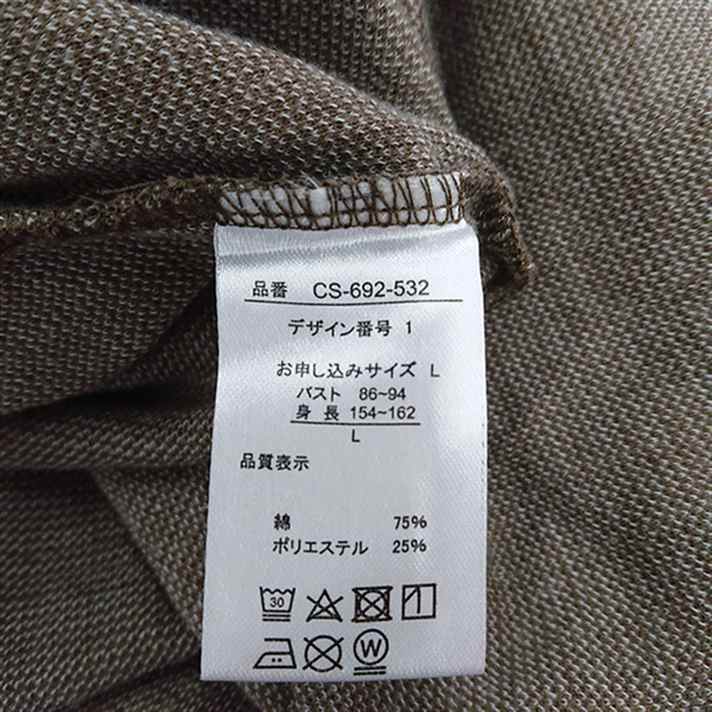 品番 CS-692-532
デザイン番号 1
お申し込みサイズ L
バスト 86~94
身長 154~162
L
品質表示
綿 75%
ポリエステル 25%
30
W